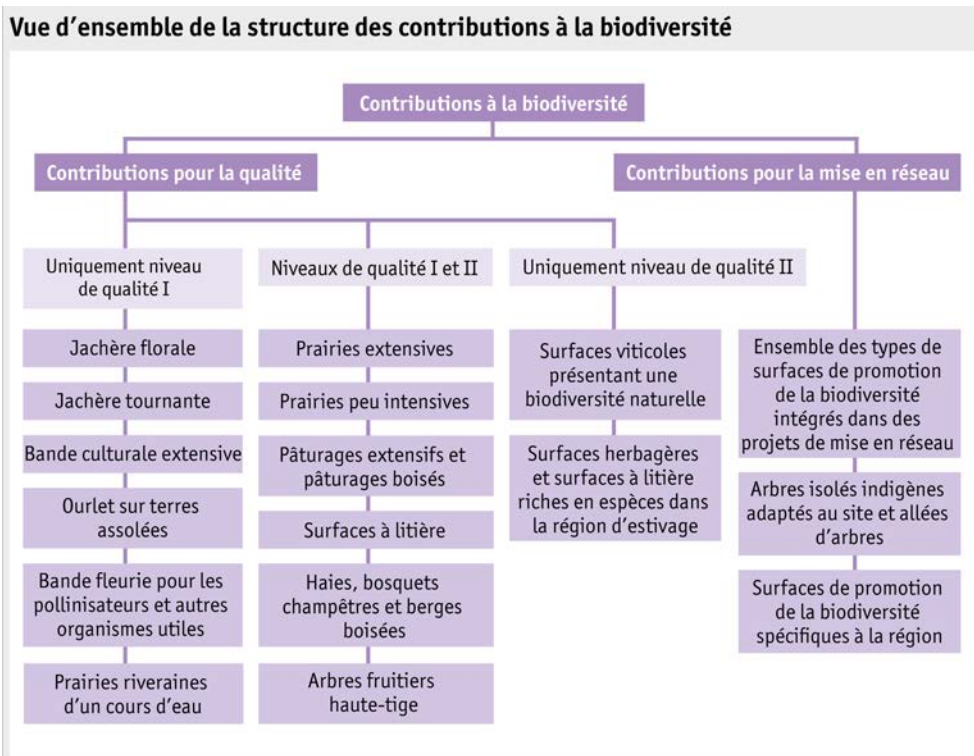 Vue d'ensemble de la structure des contributions à la biodiversité
Contributions à la biodiversité
Contributions pour la qualité
Contributions pour la mise en réseau
Uniquement niveau
de qualité I
Jachère florale
Jachère tournante
Bande culturale extensive
Ourlet sur terres
assolées
Bande fleurie pour les
pollinisateurs et autres
organismes utiles
Prairies riveraines
d'un cours d'eau
Niveaux de qualité I et II
Prairies extensives
Prairies peu intensives
Pâturages extensifs et
pâturages boisés
Surfaces à litière
Haies, bosquets
champêtres et berges
boisées
Arbres fruitiers
haute-tige
Uniquement niveau de qualité II
Surfaces viticoles
présentant une
biodiversité naturelle
Surfaces herbagères
et surfaces à litière
riches en espèces dans
la région d'estivage
Ensemble des types de
surfaces de promotion
de la biodiversité
intégrés dans des
projets de mise en réseau
Arbres isolés indigènes
adaptés au site et allées
d'arbres
Surfaces de promotion
de la biodiversité
spécifiques à la région